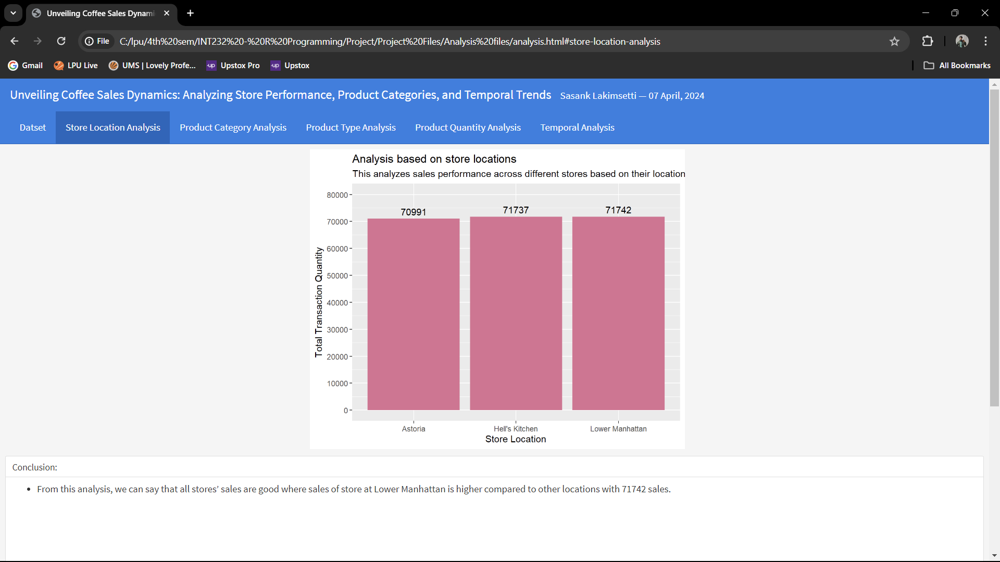 Unveiling Coffee Sales Dynami
File
C:/lpu/4th%20sem/INT232%20-%20R%20Programming/Project/Project%20Files/Analysis%20files/analysis.html#store-location-analysis
Gmail
LPU Live
UMS | Lovely Profe...
up Upstox Pro
up Upstox
All Bookmarks
Unveiling Coffee Sales Dynamics: Analyzing Store Performance, Product Categories, and Temporal Trends Sasank Lakimsetti — 07 April, 2024
Datset
Store Location Analysis
Product Category Analysis
Product Type Analysis
Product Quantity Analysis
Temporal Analysis
Analysis based on store locations
This analyzes sales performance across different stores based on their location
Total Transaction Quantity
80000
70000
60000
50000
40000
30000
20000
10000
0
70991
71737
71742
Astoria
Hell's Kitchen
Lower Manhattan
Store Location
Conclusion:
• From this analysis, we can say that all stores’ sales are good where sales of store at Lower Manhattan is higher compared to other locations with 71742 sales.